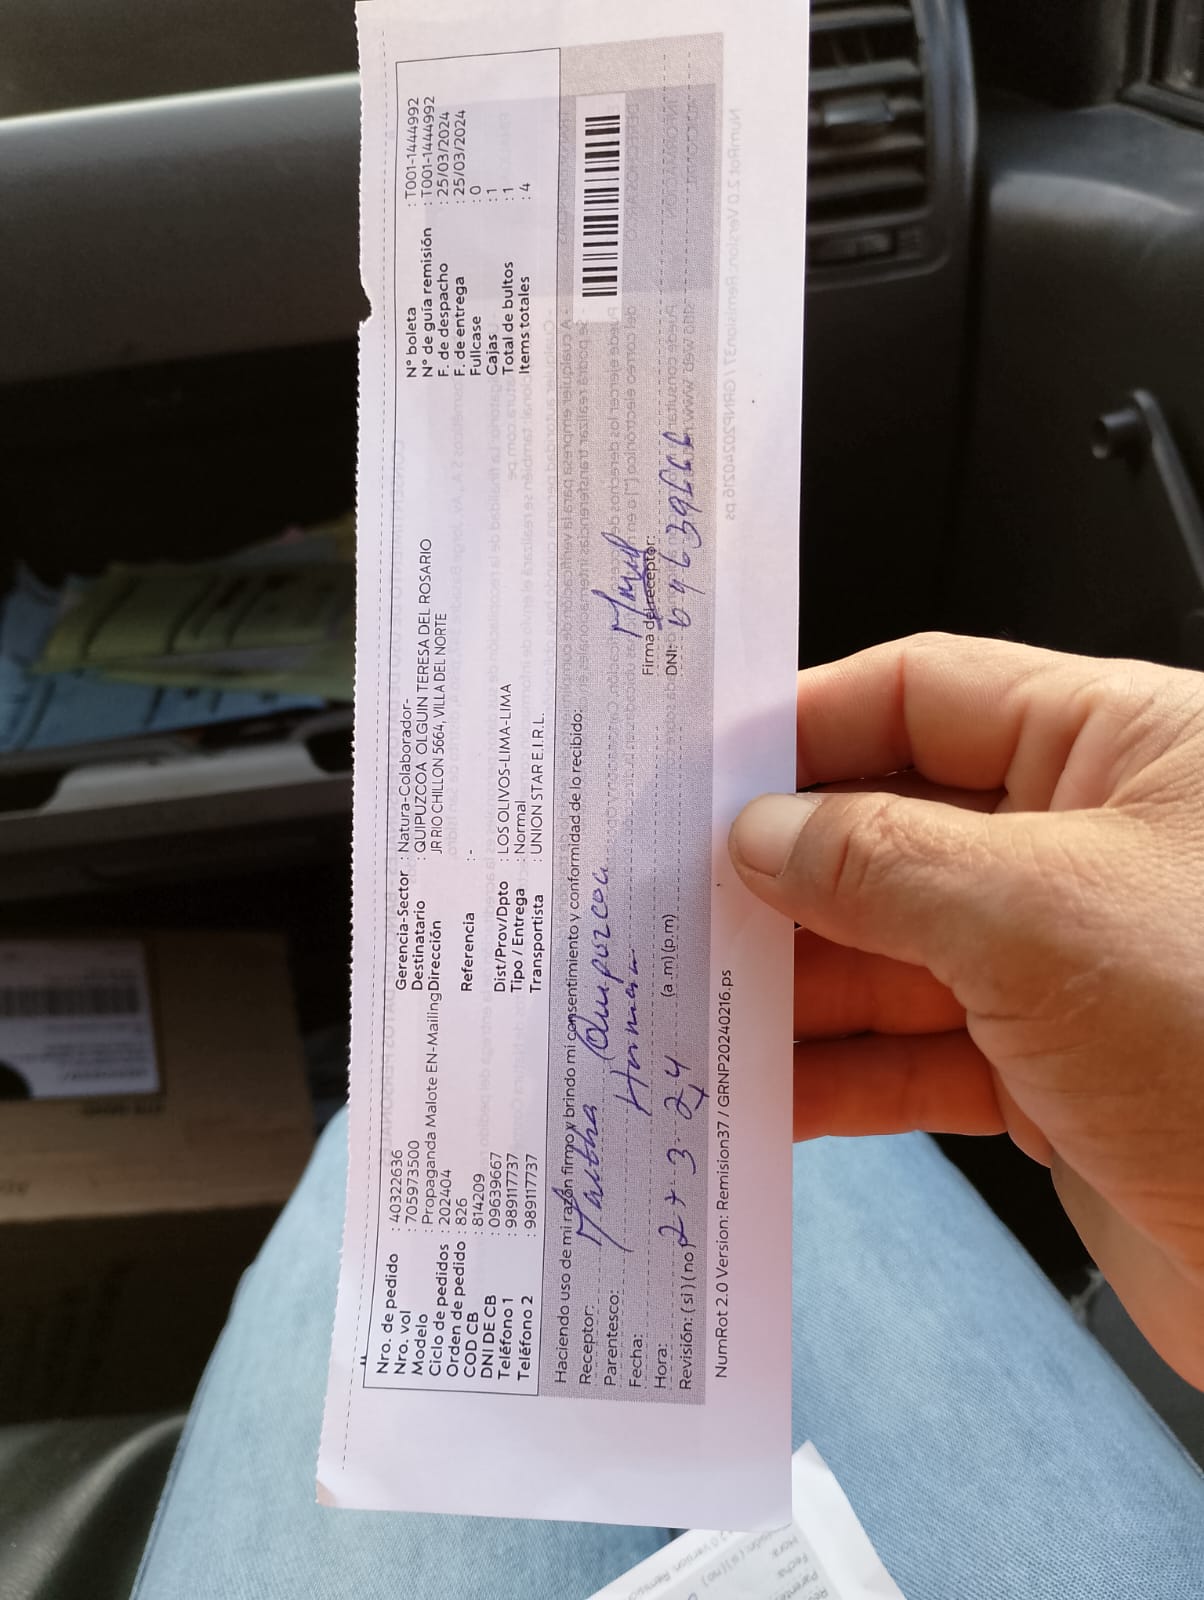 Nro. de pedido : 40322636
Nro. vol : 705973500
Modelo : Propaganda Malote EN-Mailing
Ciclo de pedidos : 202404
Orden de pedido : 826
COD CB : 814209
DNI DE CB : 09639667
Teléfono 1 : 989117737
Teléfono 2 : 989117737
Gerencia-Sector : Natura-Colaborador-
Destinatario : QUIPUZCOA OLGUIN TERESA DEL ROSARIO
Dirección JR RIO CHILLON 5664, VILLA DEL NORTE
Referencia :-
Dist/Prov/Dpto : LOS OLIVOS-LIMA-LIMA
Tipo / Entrega : Normal
Transportista : UNION STAR E.I.R.L.
N° boleta : T001-1444992
N° de guía remisión : T001-1444992
F. de despacho : 25/03/2024
F. de entrega : 25/03/2024
Fullcase : 0
Cajas : 1
Total de bultos : 1
Items totales : 4
Haciendo uso de mi razón firmo y brindo mi consentimiento y conformidad de lo recibido:
Receptor: Martha Quipuzcoa
Parentesco: Hermana
Fecha:
Hora: (a.m)(p.m)
Revisión: (si)(no)
Firma del receptor:
DNI:
NumRot 2.0 Version: Remision37 / GRNP20240216.ps